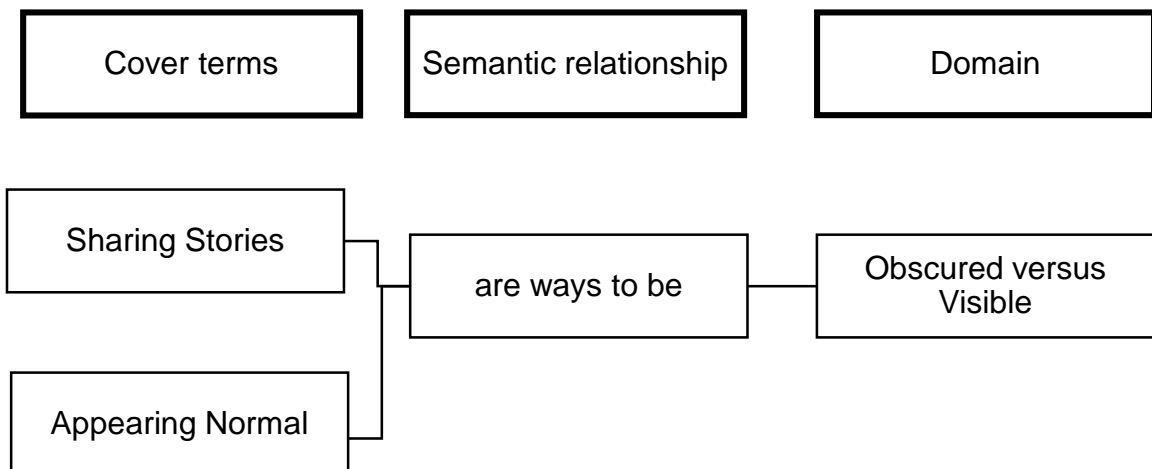 Cover terms
Semantic relationship
Domain
Sharing Stories
are ways to be
Obscured versus
Visible
Appearing Normal